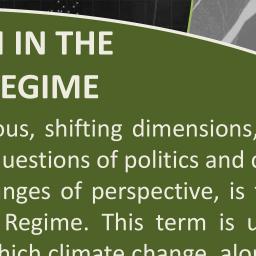 IN THE
EGIME
ous, shifting dimensions,
uestions of politics and
nges of perspective, is
Regime. This term is
hich climate change, alo